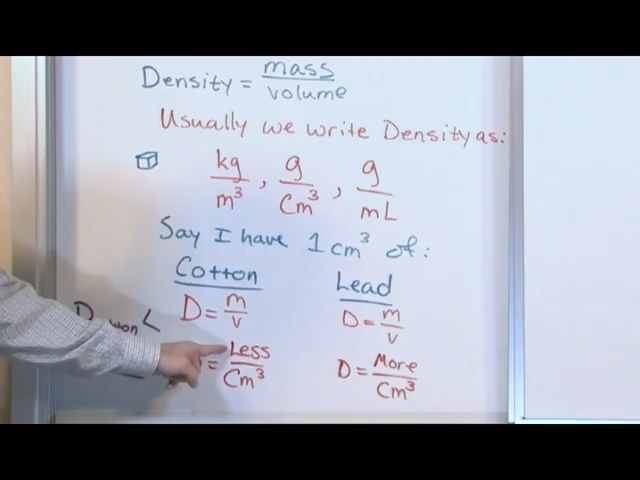 Density = mass / volume
Usually we write Density as:
kg / m³ , g / cm³ , g / mL
Say I have 1 cm³ of:
Cotton Lead
D = m / v D = m / v
<
= Less / cm³ D = More / cm³